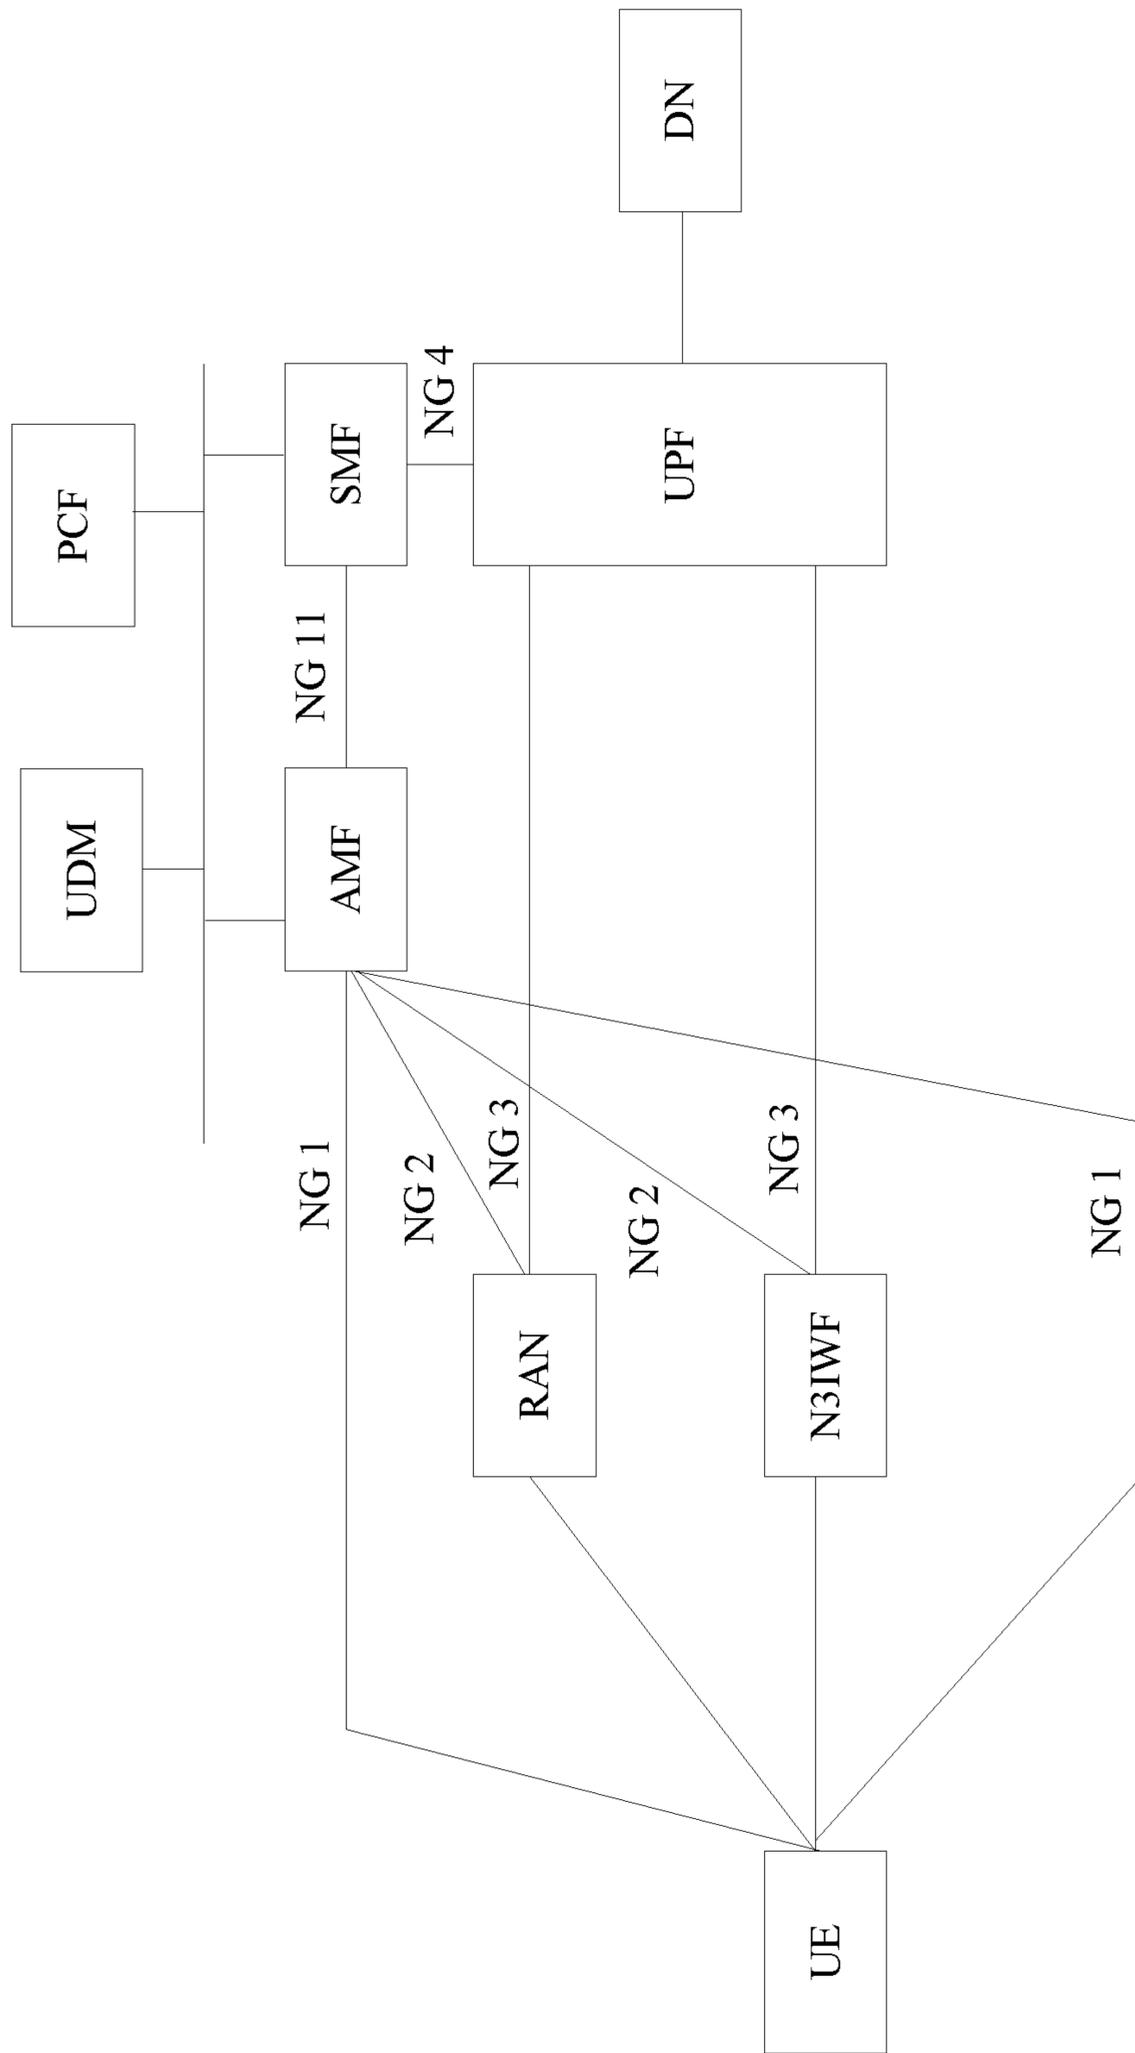 UDM
PCF
AMF
NG 11
SMF
NG 1
NG 2
NG 4
NG 3
RAN
NG 2
UPF
DN
NG 3
UE
N3IWF
NG 1